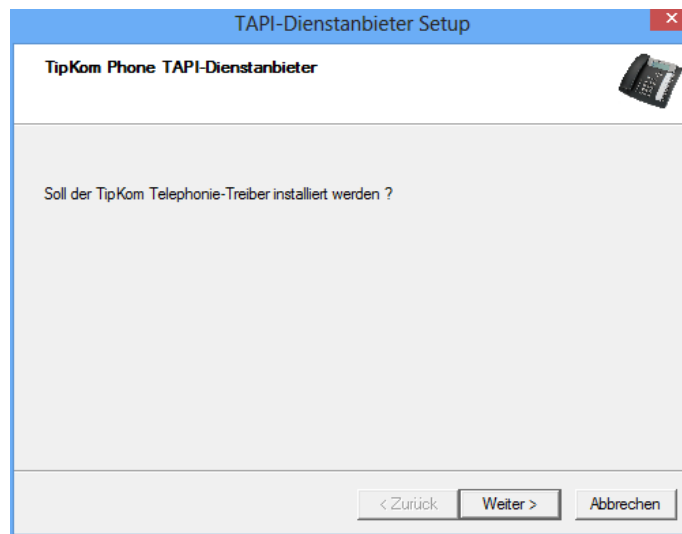 TAPI-Dienstanbieter Setup
TipKom Phone TAPI-Dienstanbieter
Soll der TipKom Telephonie-Treiber installiert werden ?
< Zurück Weiter > Abbrechen